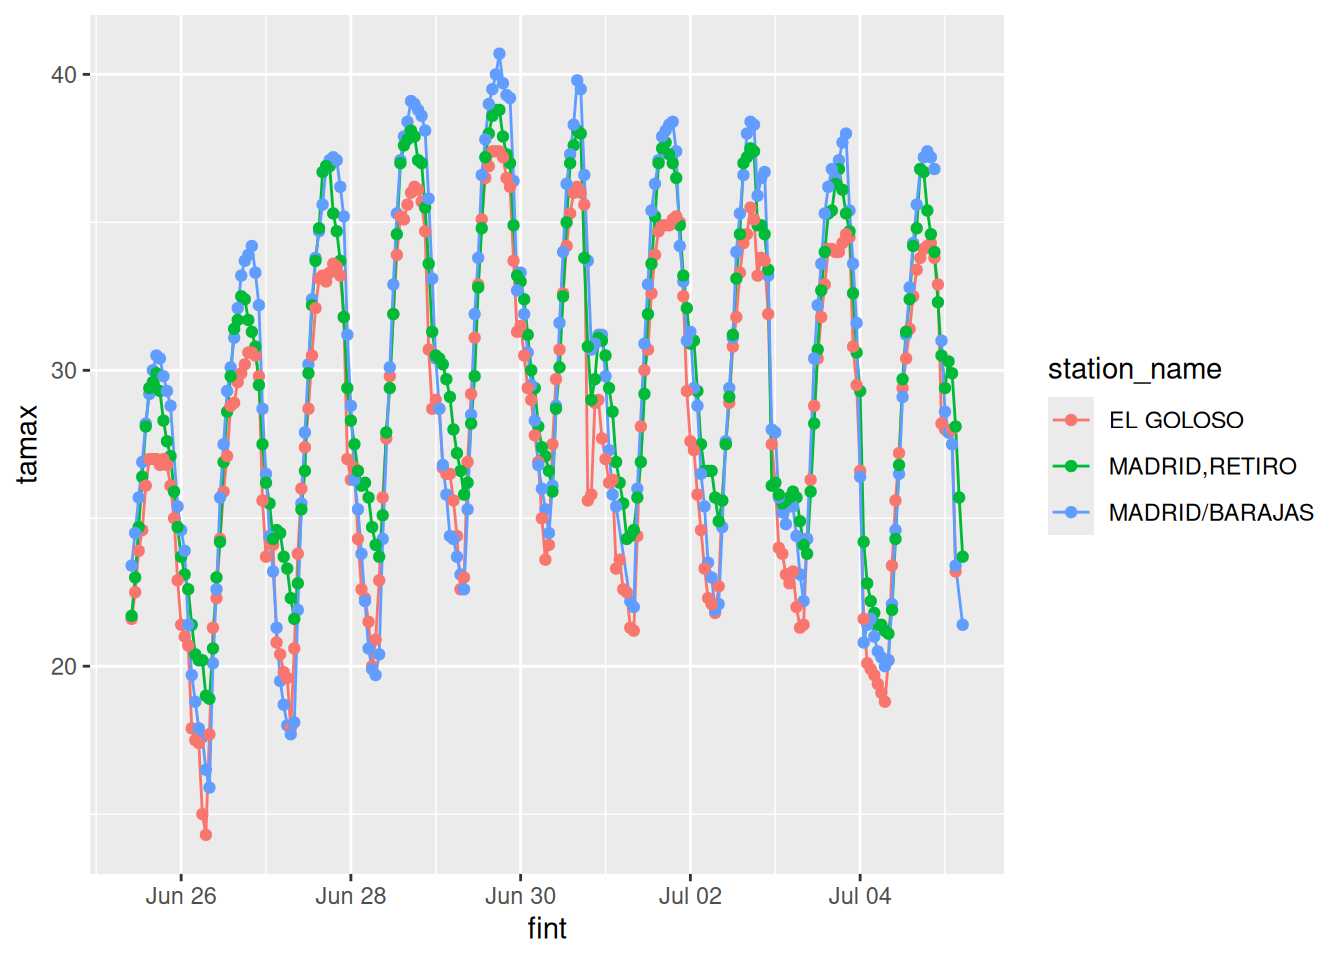 tamax
40
30
20
Jun 26
Jun 28
Jun 30
Jul 02
Jul 04
fint
station_name
EL GOLOSO
MADRID,RETIRO
MADRID/BARAJAS